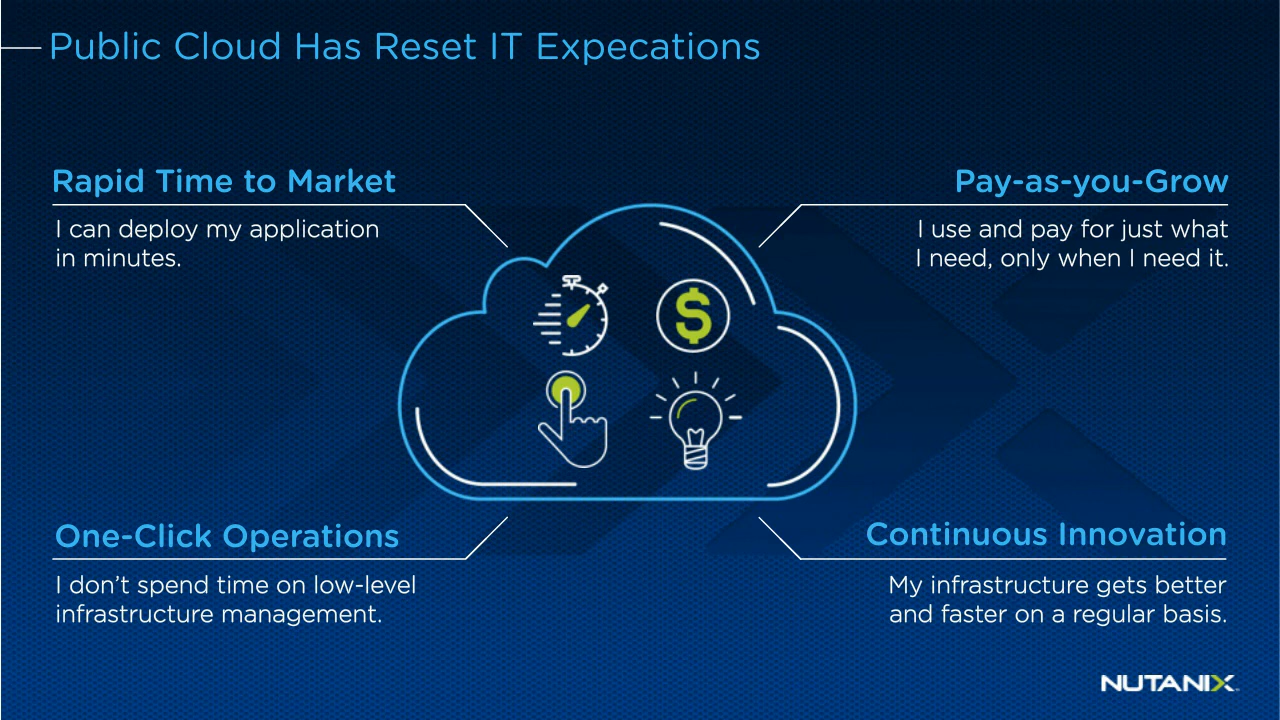 Public Cloud Has Reset IT Expecations
Rapid Time to Market
I can deploy my application
in minutes.
Pay-as-you-Grow
I use and pay for just what
I need, only when I need it.
$
One-Click Operations
I don’t spend time on low-level
infrastructure management.
Continuous Innovation
My infrastructure gets better
and faster on a regular basis.
NUTANIX